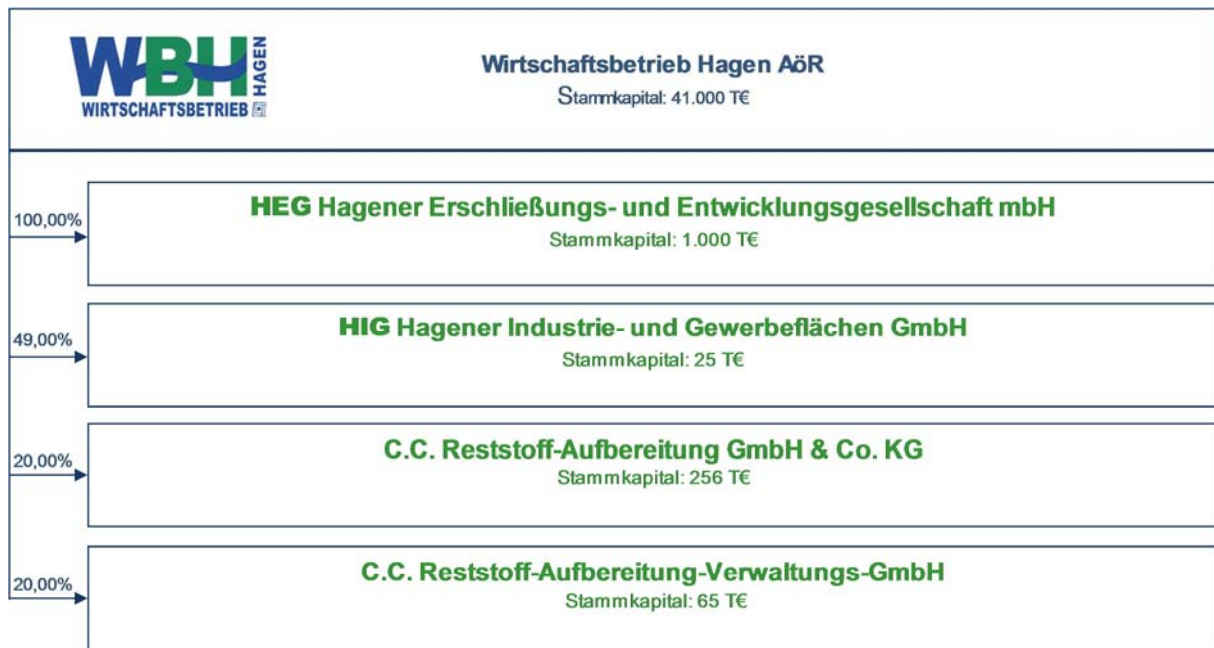 WBH
HAGEN
WIRTSCHAFTSBETRIEB
Wirtschaftsbetrieb Hagen AöR
Stammkapital: 41.000 T€
100,00%
HEG Hagener Erschließungs- und Entwicklungsgesellschaft mbH
Stammkapital: 1.000 T€
49,00%
HIG Hagener Industrie- und Gewerbeflächen GmbH
Stammkapital: 25 T€
20,00%
C.C. Reststoff-Aufbereitung GmbH & Co. KG
Stammkapital: 256 T€
20,00%
C.C. Reststoff-Aufbereitung-Verwaltungs-GmbH
Stammkapital: 65 T€